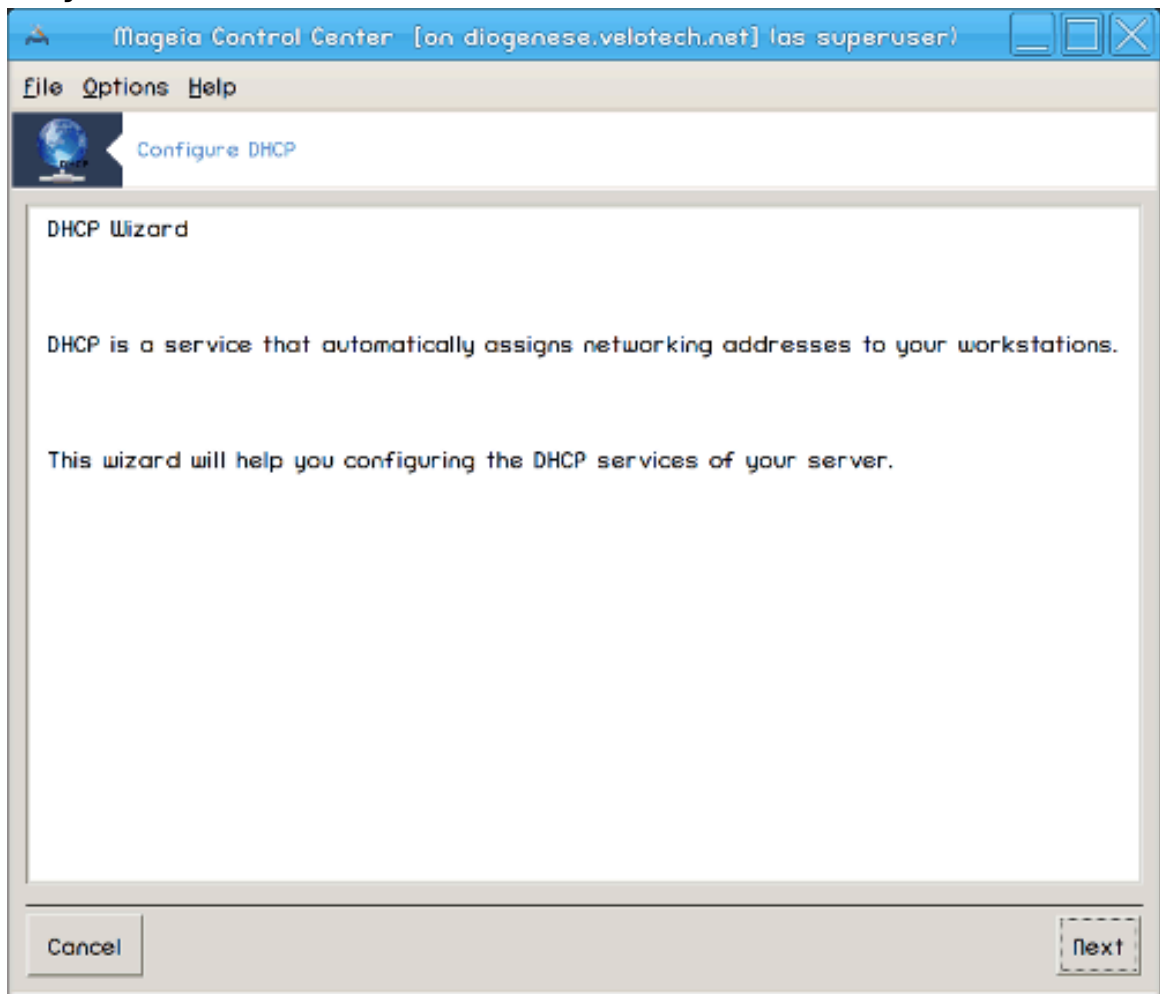 Mageia Control Center [on diogenese.velotech.net] (as superuser)
File Options Help
DHCP
Configure DHCP
DHCP Wizard
DHCP is a service that automatically assigns networking addresses to your workstations.
This wizard will help you configuring the DHCP services of your server.
Cancel
Next